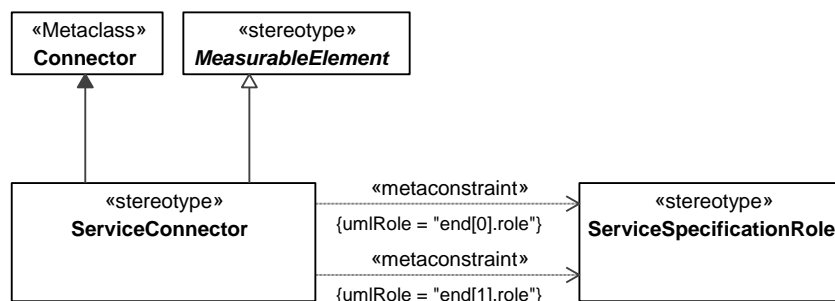 «Metaclass»
Connector
«stereotype»
MeasurableElement
«stereotype»
ServiceConnector
«metaconstraint»
{umlRole = "end[0].role"}
«metaconstraint»
{umlRole = "end[1].role"}
«stereotype»
ServiceSpecificationRole